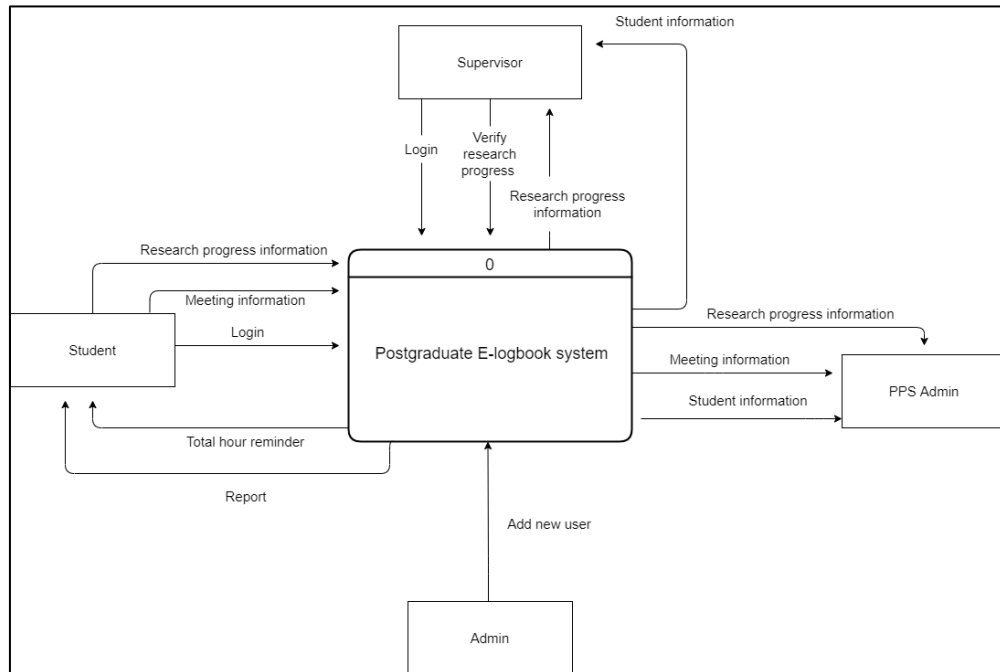 Student information
Supervisor
Login
Verify
research
progress
Research progress
information
Research progress information
0
Meeting information
Login
Student
Postgraduate E-logbook system
Research progress information
Meeting information
Student information
PPS Admin
Total hour reminder
Report
Add new user
Admin